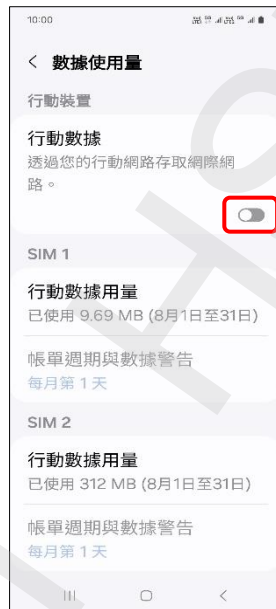 10:00
數據使用量
行動裝置
行動數據
透過您的行動網路存取網際網
路。
SIM 1
行動數據用量
已使用 9.69 MB (8月1日至31日)
帳單週期與數據警告
每月第 1 天
SIM 2
行動數據用量
已使用 312 MB (8月1日至31日)
帳單週期與數據警告
每月第 1 天